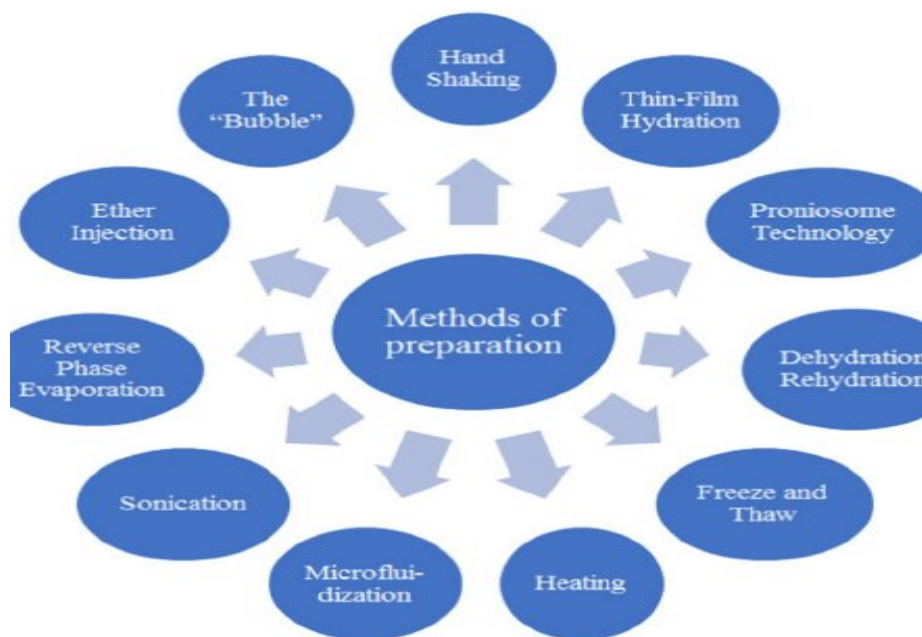 Hand
Shaking
Thin-Film
Hydration
Proniosome
Technology
Dehydration
Rehydration
Freeze and
Thaw
Heating
Microflui-
dization
Sonication
Reverse
Phase
Evaporation
Ether
Injection
The
“Bubble”
Methods of
preparation